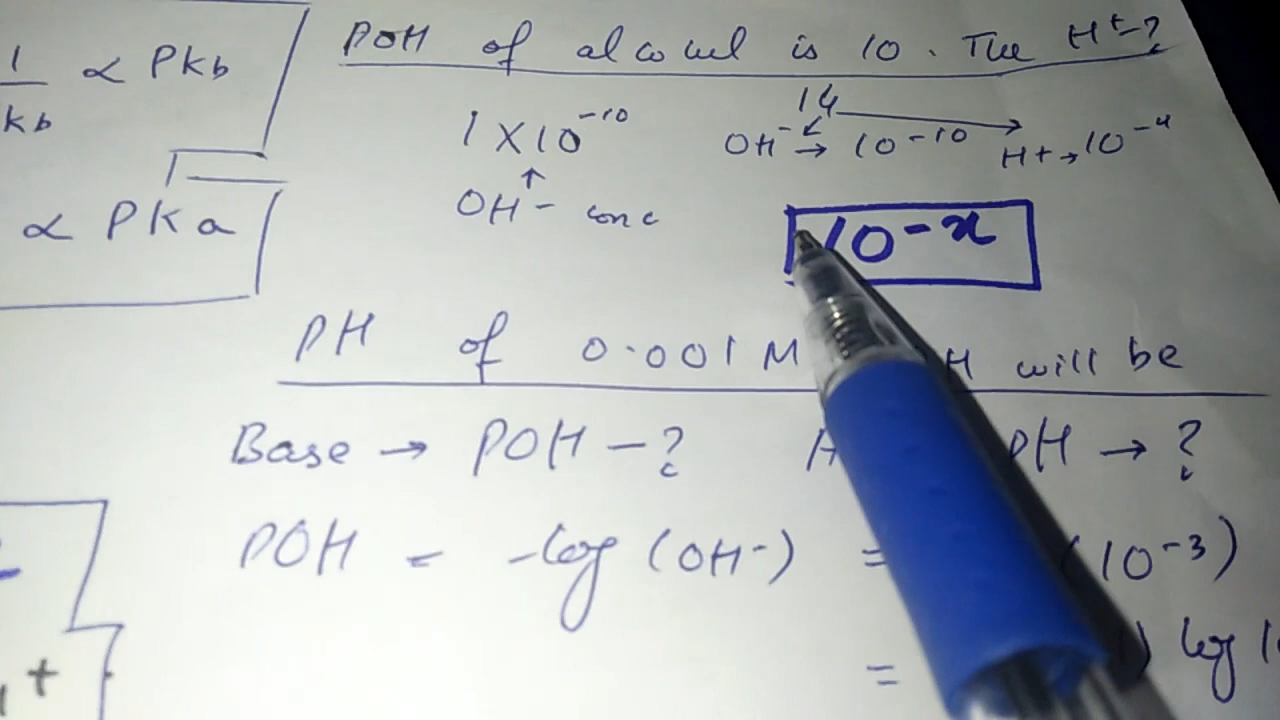 POH of alcohol is 10. The H+-?
1/kb ∝ Pkb
1 X 10^-10
14
OH^- → 10^-10
H+ → 10^-4
OH- conc
∝ PKa
10^-x
PH of 0.001 M H will be
Base → POH - ?
PH → ?
POH = -log (OH-) = (10^-3)
= ) log 1
+